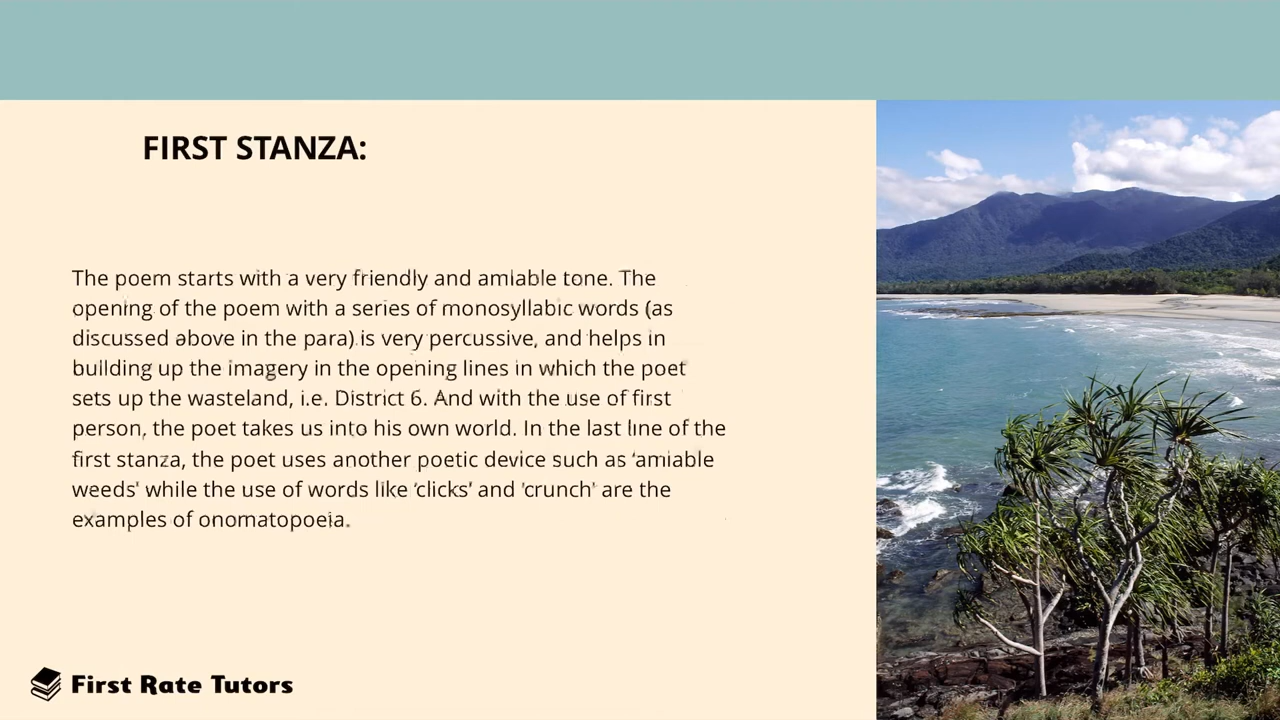 FIRST STANZA:
The poem starts with a very friendly and amiable tone. The
opening of the poem with a series of monosyllabic words (as
discussed above in the para) is very percussive, and helps in
building up the imagery in the opening lines in which the poet
sets up the wasteland, i.e. District 6. And with the use of first
person, the poet takes us into his own world. In the last line of the
first stanza, the poet uses another poetic device such as ‘amiable
weeds' while the use of words like ‘clicks’ and 'crunch' are the
examples of onomatopoeia.
First Rate Tutors